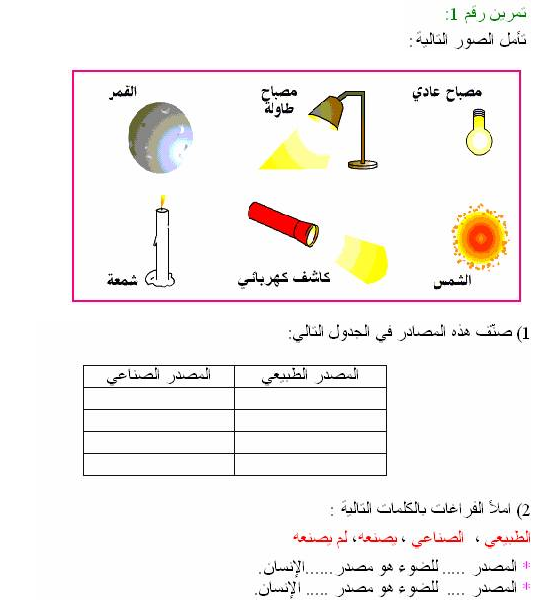 تمرين رقم 1:
تأمل الصور التالية:
مصباح عادي
مصباح طاولة
القمر
الشمس
كاشف كهربائي
شمعة
1) صنّف هذه المصادر في الجدول التالي:
المصدر الطبيعي المصدر الصناعي
2) املأ الفراغات بالكلمات التالية :
الطبيعي ، الصناعي ، يصنعه، لم يصنعه
* المصدر ..... للضوء هو مصدر ......الإنسان.
* المصدر .... للضوء هو مصدر ..... الإنسان.